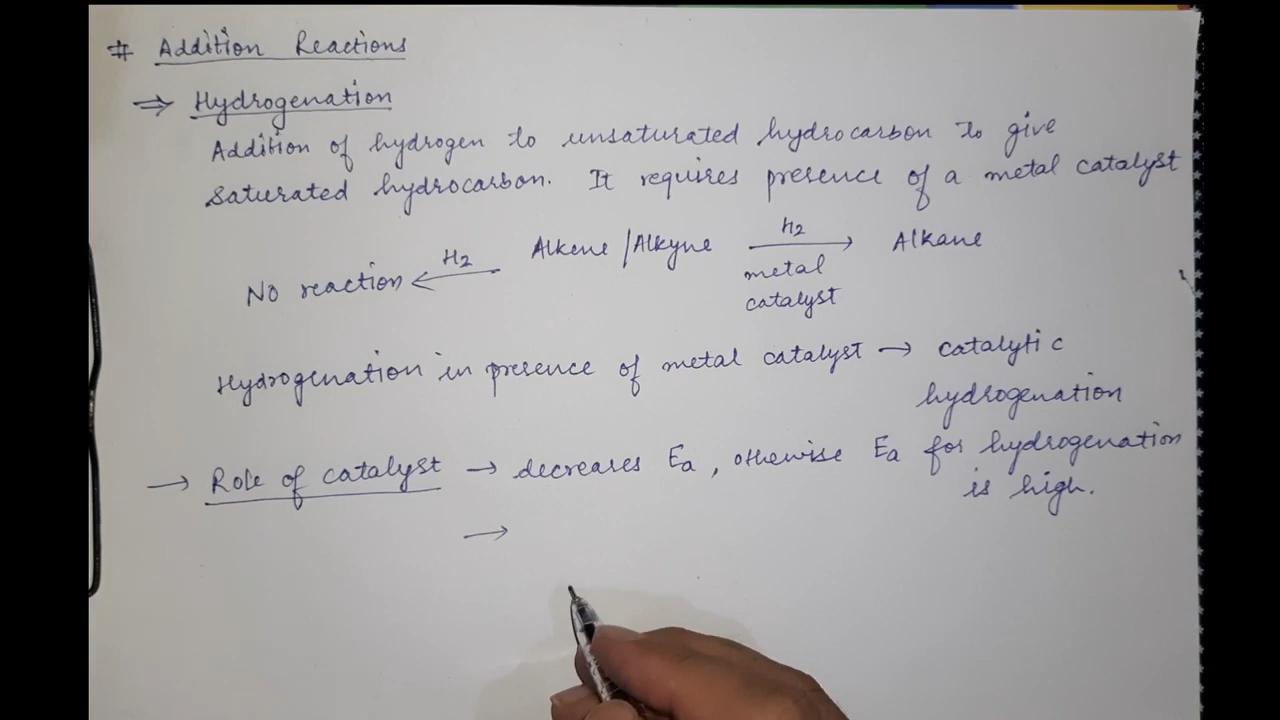 # Addition Reactions
⇒ Hydrogenation
Addition of hydrogen to unsaturated hydrocarbon to give
saturated hydrocarbon. It requires presence of a metal catalyst
No reaction ← H2 Alkene/Alkyne → H2 metal catalyst Alkane
Hydrogenation in presence of metal catalyst → catalytic
hydrogenation
→ Role of catalyst → decreases Ea, othewise Ea for hydrogenation
is high.
→